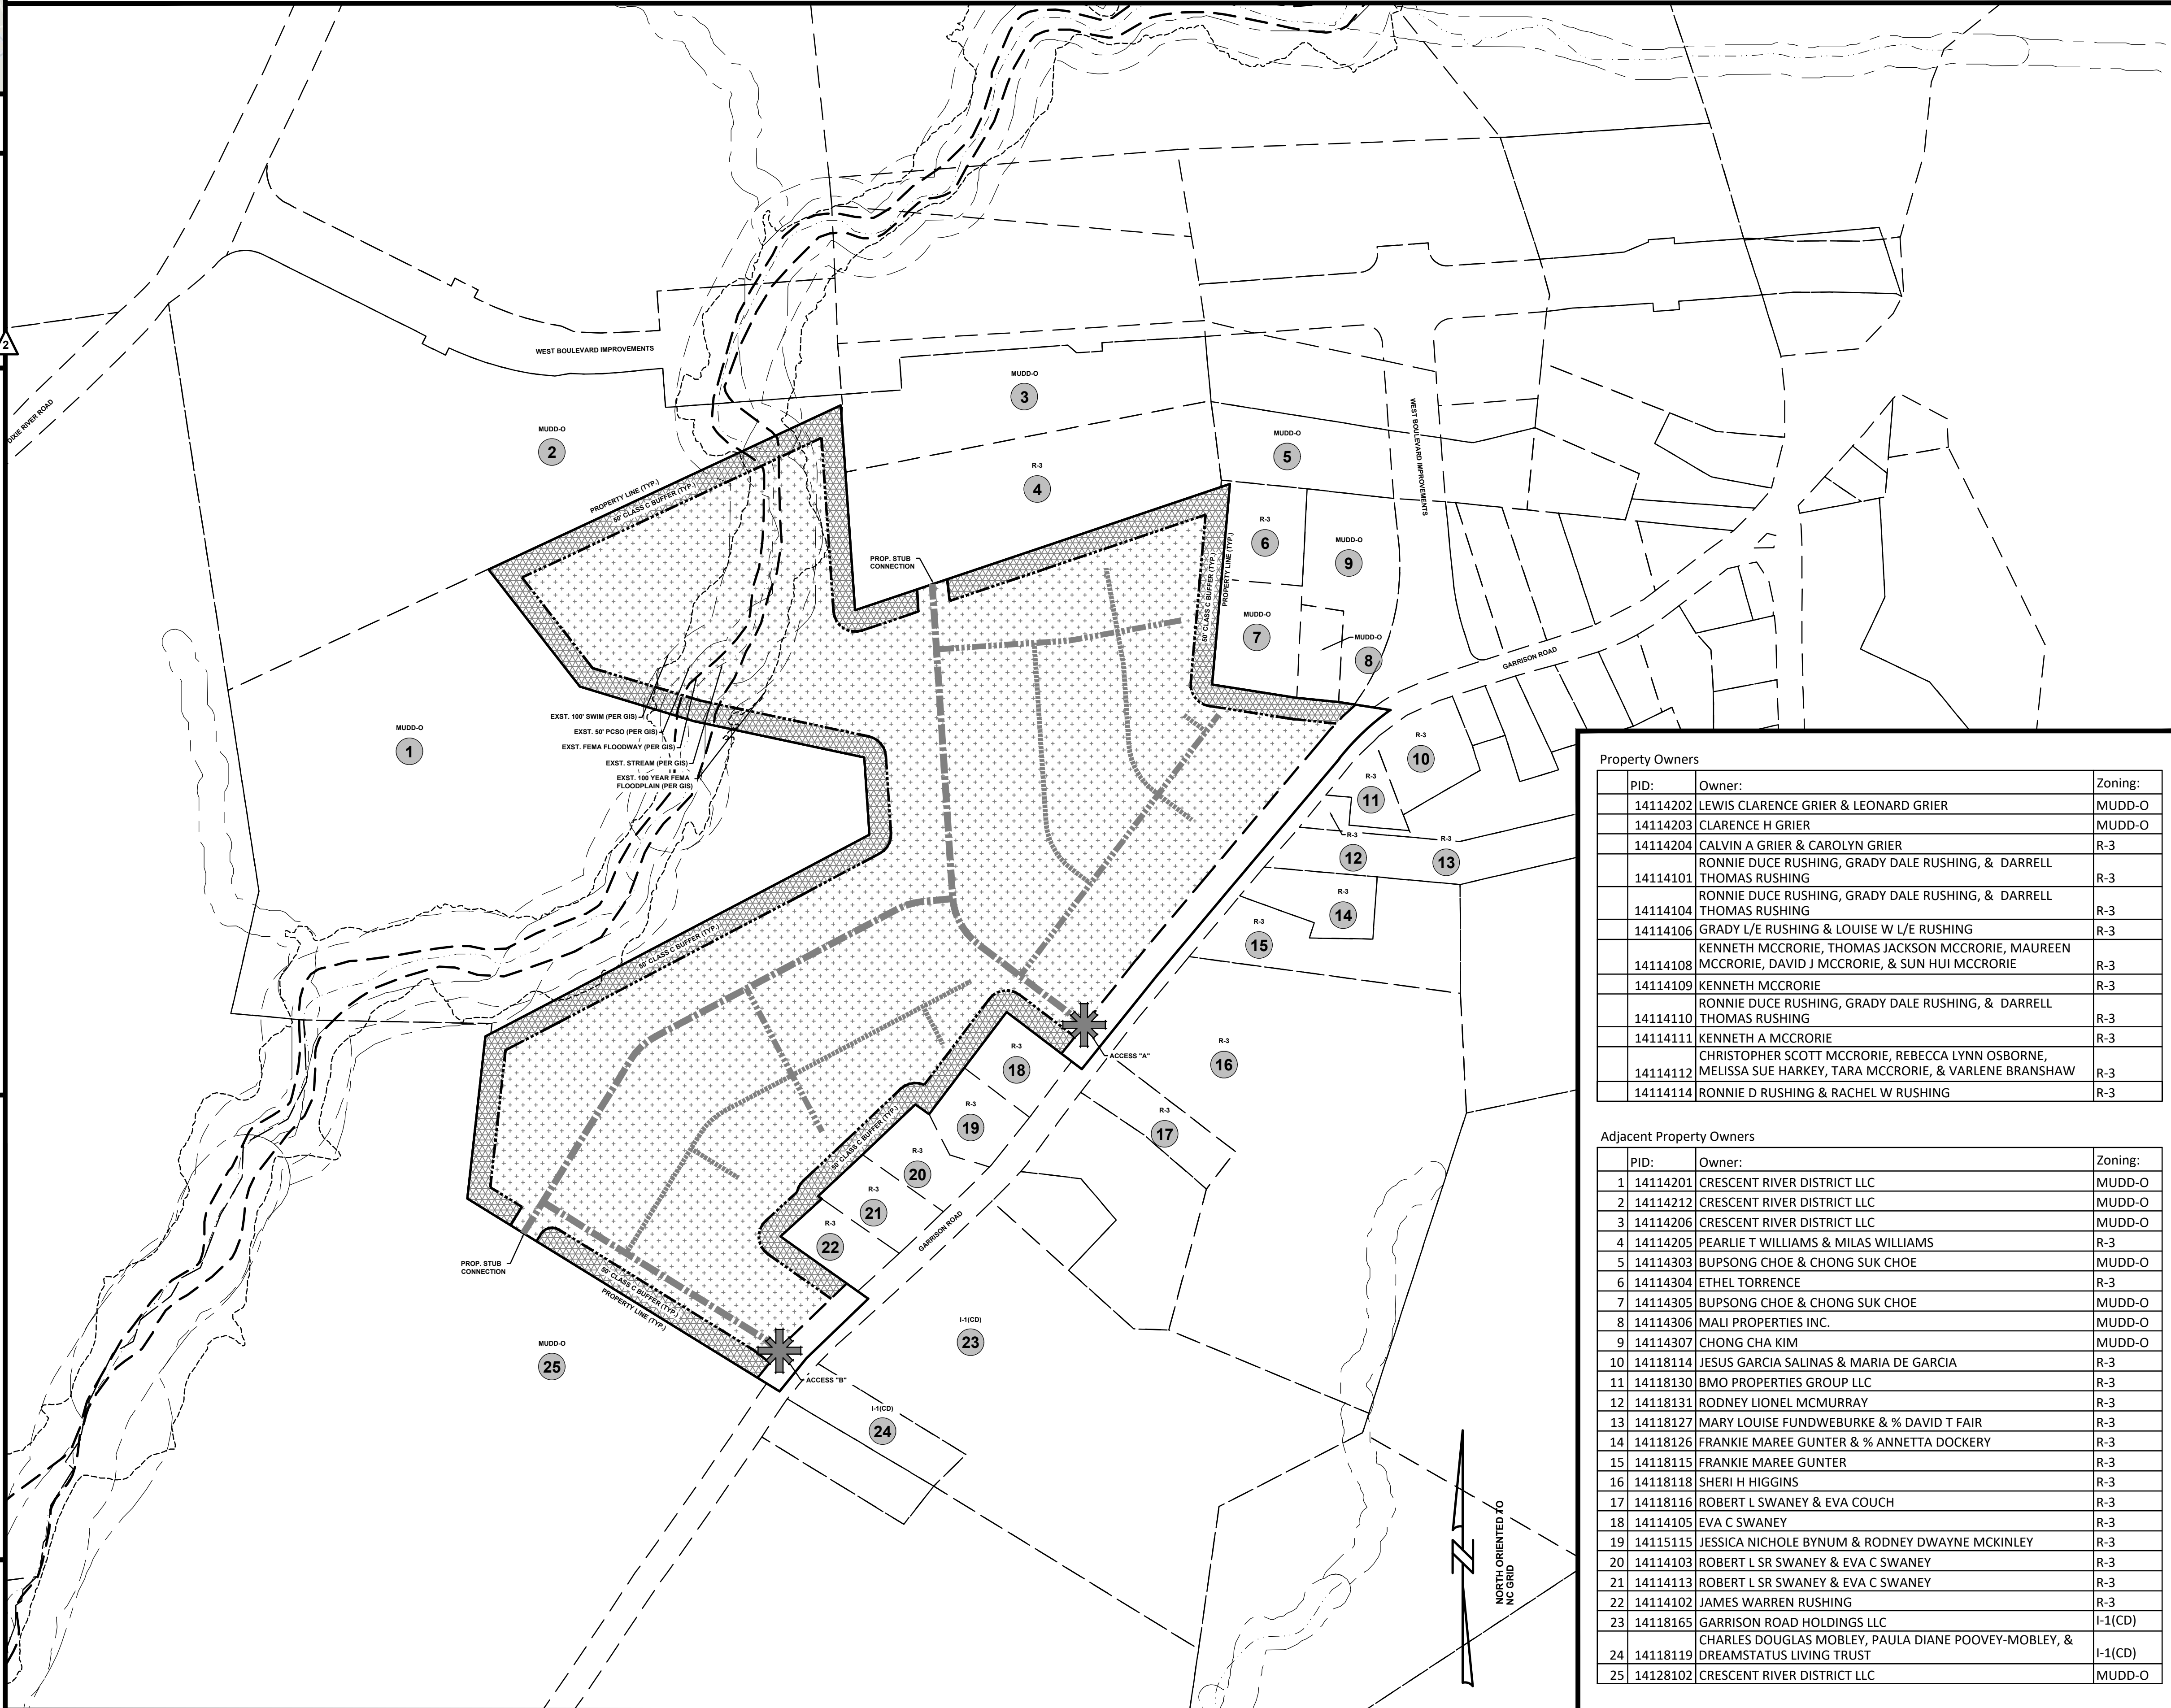 2
DIXIE RIVER ROAD
WEST BOULEVARD IMPROVEMENTS
MUDD-O
3
MUDD-O
2
WEST BOULEVARD IMPROVEMENTS
MUDD-O
5
R-3
4
PROPERTY LINE (TYP.)
50' CLASS C BUFFER (TYP.)
R-3
6
MUDD-O
9
PROP. STUB
CONNECTION
50' CLASS C BUFFER (TYP.)
PROPERTY LINE (TYP.)
MUDD-O
7
MUDD-O
8
GARRISON ROAD
EXST. 100' SWIM (PER GIS)
EXST. 50' PCSO (PER GIS)
EXST. FEMA FLOODWAY (PER GIS)
EXST. STREAM (PER GIS)
EXST. 100 YEAR FEMA
FLOODPLAIN (PER GIS)
MUDD-O
1
R-3
10
R-3
11
R-3
12
R-3
13
R-3
14
R-3
15
50' CLASS C BUFFER (TYP.)
ACCESS "A"
R-3
16
R-3
18
R-3
17
R-3
19
50' CLASS C BUFFER (TYP.)
R-3
20
R-3
21
R-3
22
GARRISON ROAD
PROP. STUB
CONNECTION
50' CLASS C BUFFER (TYP.)
PROPERTY LINE (TYP.)
MUDD-O
25
I-1(CD)
23
ACCESS "B"
I-1(CD)
24
N
NORTH ORIENTED TO
NC GRID
Property Owners
PID: Owner: Zoning:
14114202 LEWIS CLARENCE GRIER & LEONARD GRIER MUDD-O
14114203 CLARENCE H GRIER MUDD-O
14114204 CALVIN A GRIER & CAROLYN GRIER R-3
RONNIE DUCE RUSHING, GRADY DALE RUSHING, & DARRELL
14114101 THOMAS RUSHING R-3
RONNIE DUCE RUSHING, GRADY DALE RUSHING, & DARRELL
14114104 THOMAS RUSHING R-3
14114106 GRADY L/E RUSHING & LOUISE W L/E RUSHING R-3
KENNETH MCCRORIE, THOMAS JACKSON MCCRORIE, MAUREEN
14114108 MCCRORIE, DAVID J MCCRORIE, & SUN HUI MCCRORIE R-3
14114109 KENNETH MCCRORIE R-3
RONNIE DUCE RUSHING, GRADY DALE RUSHING, & DARRELL
14114110 THOMAS RUSHING R-3
14114111 KENNETH A MCCRORIE R-3
CHRISTOPHER SCOTT MCCRORIE, REBECCA LYNN OSBORNE,
14114112 MELISSA SUE HARKEY, TARA MCCRORIE, & VARLENE BRANSHAW R-3
14114114 RONNIE D RUSHING & RACHEL W RUSHING R-3
Adjacent Property Owners
PID: Owner: Zoning:
1 14114201 CRESCENT RIVER DISTRICT LLC MUDD-O
2 14114212 CRESCENT RIVER DISTRICT LLC MUDD-O
3 14114206 CRESCENT RIVER DISTRICT LLC MUDD-O
4 14114205 PEARLIE T WILLIAMS & MILAS WILLIAMS R-3
5 14114303 BUPSONG CHOE & CHONG SUK CHOE MUDD-O
6 14114304 ETHEL TORRENCE R-3
7 14114305 BUPSONG CHOE & CHONG SUK CHOE MUDD-O
8 14114306 MALI PROPERTIES INC. MUDD-O
9 14114307 CHONG CHA KIM MUDD-O
10 14118114 JESUS GARCIA SALINAS & MARIA DE GARCIA R-3
11 14118130 BMO PROPERTIES GROUP LLC R-3
12 14118131 RODNEY LIONEL MCMURRAY R-3
13 14118127 MARY LOUISE FUNDWEBURKE & % DAVID T FAIR R-3
14 14118126 FRANKIE MAREE GUNTER & % ANNETTA DOCKERY R-3
15 14118115 FRANKIE MAREE GUNTER R-3
16 14118118 SHERI H HIGGINS R-3
17 14118116 ROBERT L SWANEY & EVA COUCH R-3
18 14114105 EVA C SWANEY R-3
19 14115115 JESSICA NICHOLE BYNUM & RODNEY DWAYNE MCKINLEY R-3
20 14114103 ROBERT L SR SWANEY & EVA C SWANEY R-3
21 14114113 ROBERT L SR SWANEY & EVA C SWANEY R-3
22 14114102 JAMES WARREN RUSHING R-3
23 14118165 GARRISON ROAD HOLDINGS LLC I-1(CD)
CHARLES DOUGLAS MOBLEY, PAULA DIANE POOVEY-MOBLEY, &
24 14118119 DREAMSTATUS LIVING TRUST I-1(CD)
25 14128102 CRESCENT RIVER DISTRICT LLC MUDD-O